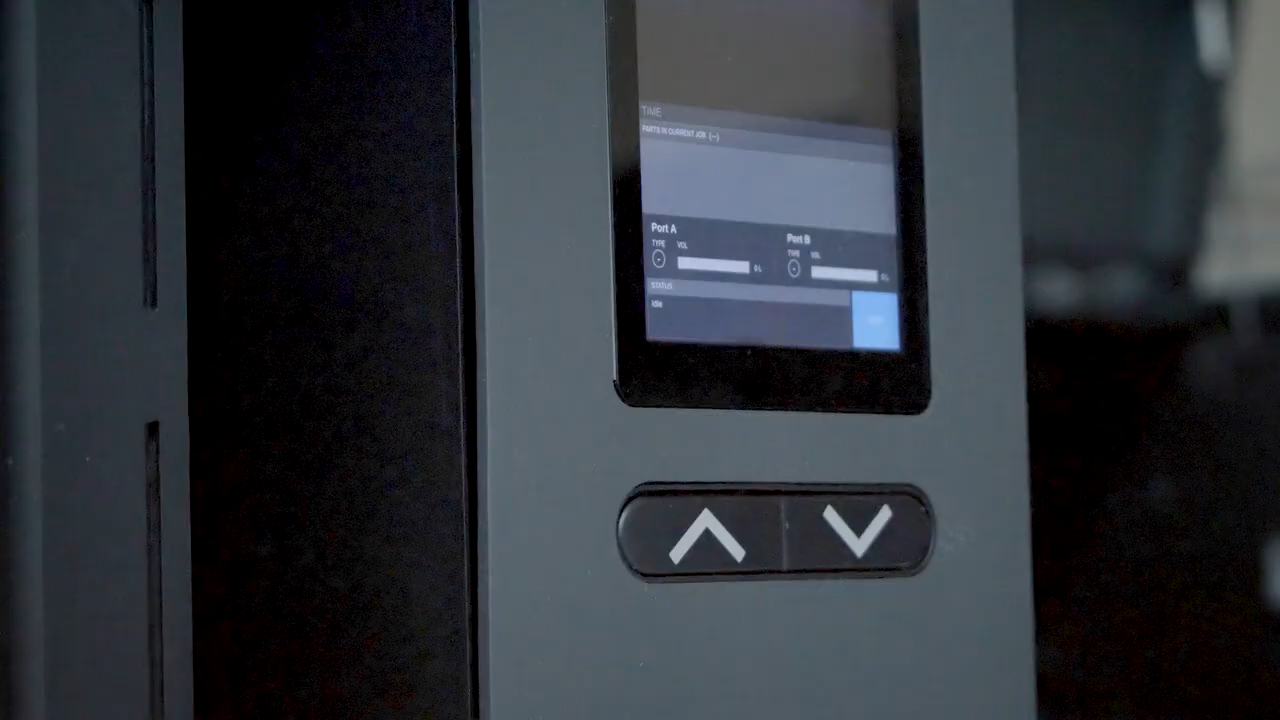 TIME
PARTS IN CURRENT JOB (--)
Port A Port B
TYPE VOL TYPE VOL
- 0 L - 0 L
STATUS
Idle